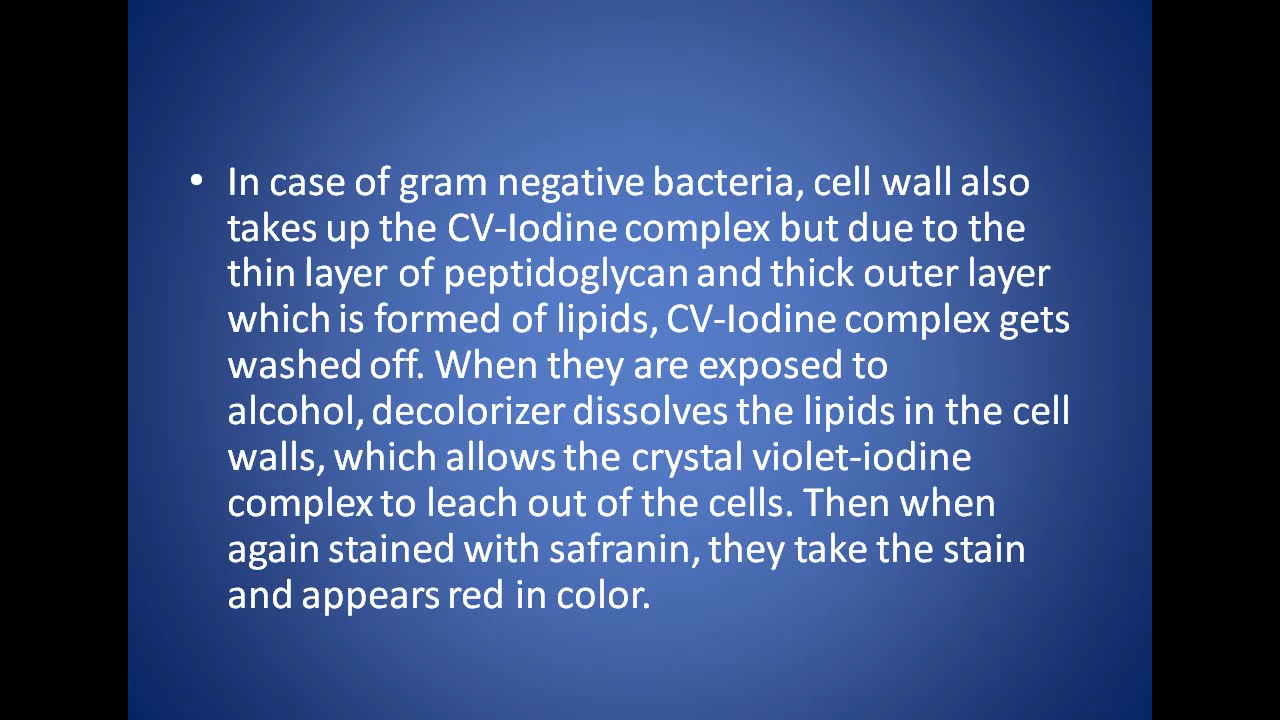 • In case of gram negative bacteria, cell wall also
takes up the CV-Iodine complex but due to the
thin layer of peptidoglycan and thick outer layer
which is formed of lipids, CV-Iodine complex gets
washed off. When they are exposed to
alcohol, decolorizer dissolves the lipids in the cell
walls, which allows the crystal violet-iodine
complex to leach out of the cells. Then when
again stained with safranin, they take the stain
and appears red in color.